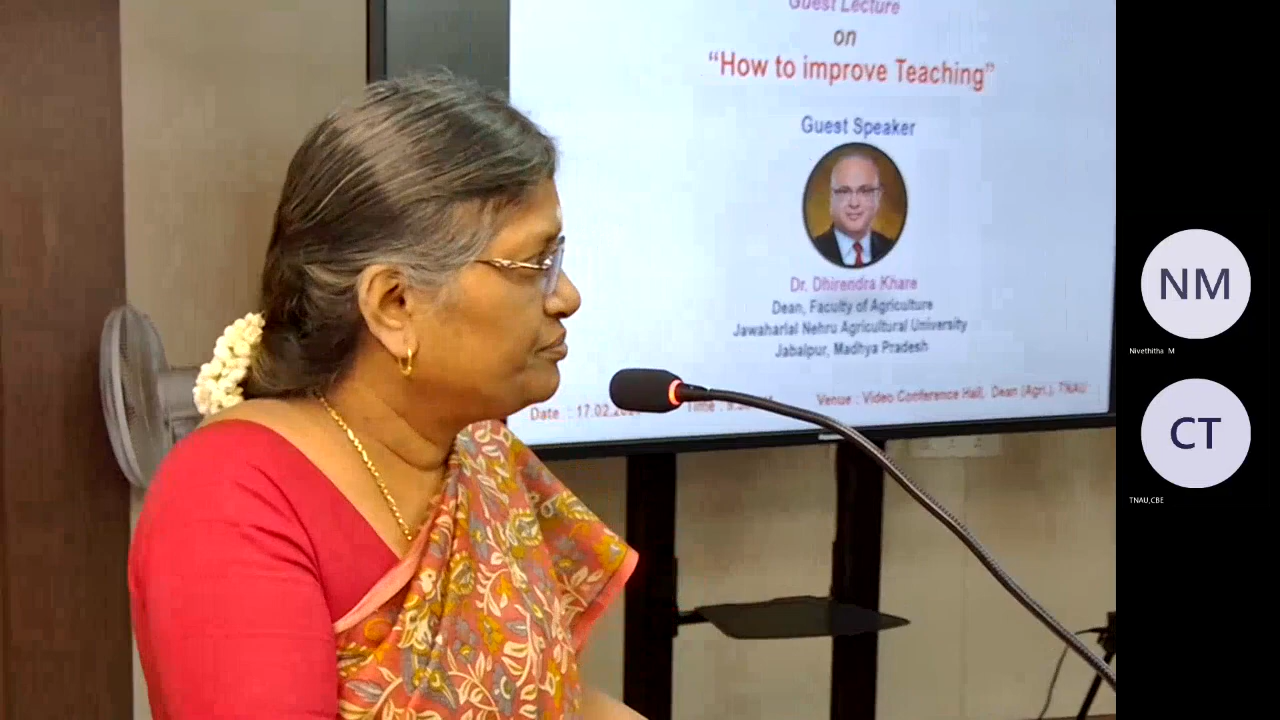 Guest Lecture
on
“How to improve Teaching”
Guest Speaker
Dr. Dhirendra Khare
Dean, Faculty of Agriculture
Jawaharlal Nehru Agricultural University
Jabalpur, Madhya Pradesh
Date : 17.02. Time : Venue : Video Conference Hall, Dean (Agri.), TNAU
NM
Nivethitha M
CT
TNAU,CBE